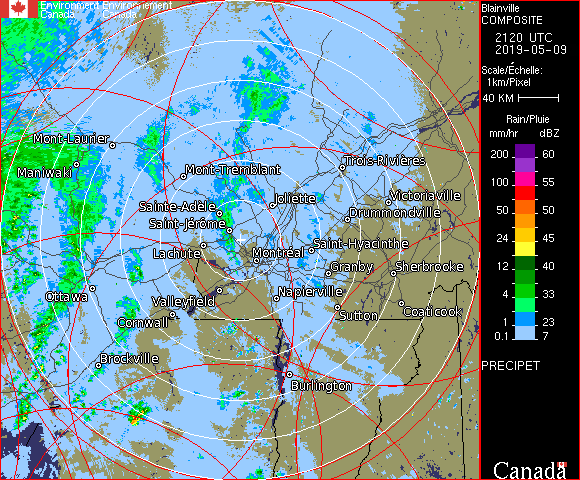 Environment Environnement
Canada Canada
Mont-Laurier
Maniwaki
Mont-Tremblant
Trois-Rivières
Sainte-Adèle
Joliette
Victoriaville
Saint-Jérôme
Drummondville
Lachute
Montréal
Saint-Hyacinthe
Granby
Sherbrooke
Ottawa
Valleyfield
Napierville
Cornwall
Sutton
Coaticook
Brockville
Burlington
Blainville
COMPOSITE
2120 UTC
2019-05-09
Scale/Échelle:
1km/Pixel
40 KM
Rain/Pluie
mm/hr dBZ
200 60
100 55
50 50
24 45
12 40
4 33
1 23
0.1 7
PRECIPET
Canada